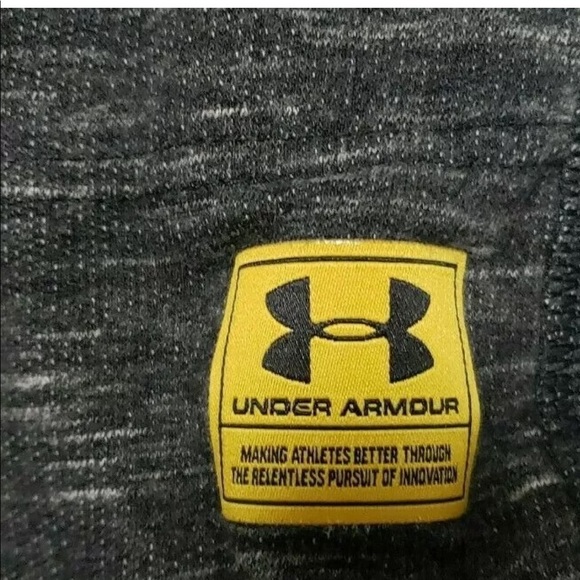 UNDER ARMOUR
MAKING ATHLETES BETTER THROUGH
THE RELENTLESS PURSUIT OF INNOVATION